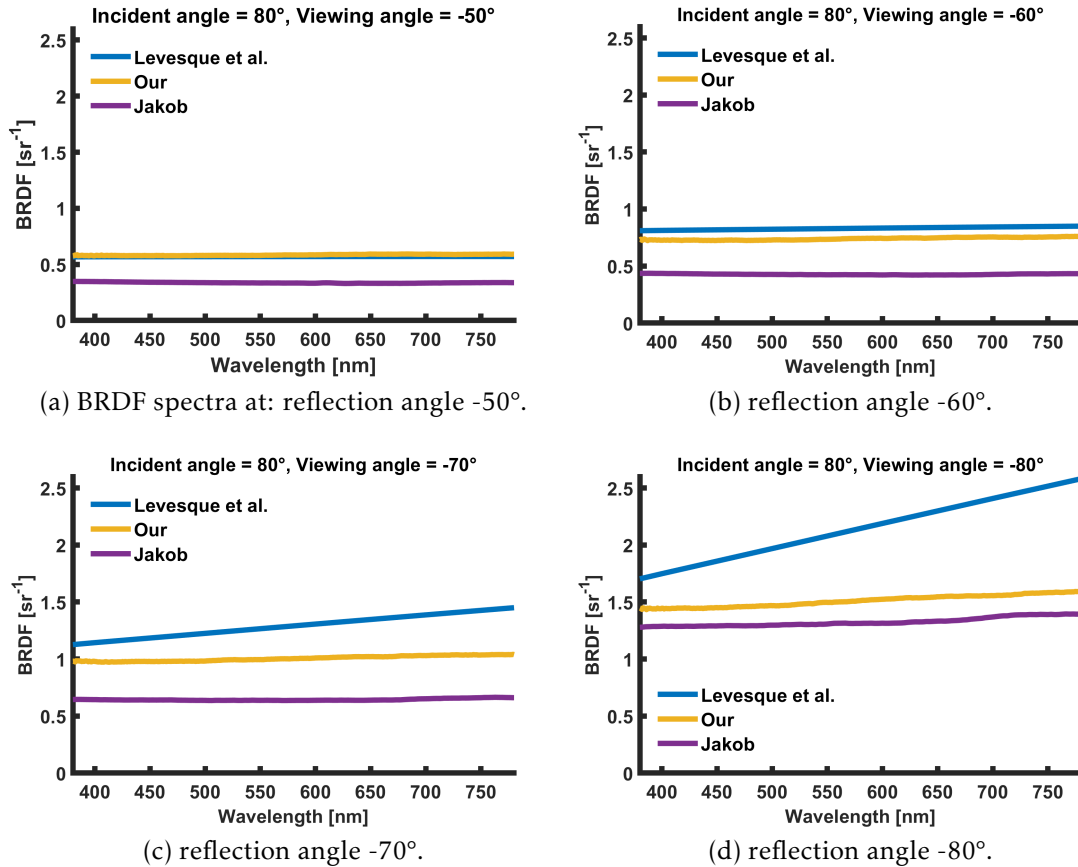 Incident angle = 80°, Viewing angle = -50°
2.5
2
1.5
1
0.5
0
BRDF [sr-1]
Levesque et al.
Our
Jakob
400 450 500 550 600 650 700 750
Wavelength [nm]
(a) BRDF spectra at: reflection angle -50°.
Incident angle = 80°, Viewing angle = -60°
2.5
2
1.5
1
0.5
0
BRDF [sr-1]
Levesque et al.
Our
Jakob
400 450 500 550 600 650 700 750
Wavelength [nm]
(b) reflection angle -60°.
Incident angle = 80°, Viewing angle = -70°
2.5
2
1.5
1
0.5
0
BRDF [sr-1]
Levesque et al.
Our
Jakob
400 450 500 550 600 650 700 750
Wavelength [nm]
(c) reflection angle -70°.
Incident angle = 80°, Viewing angle = -80°
2.5
2
1.5
1
0.5
0
BRDF [sr-1]
Levesque et al.
Our
Jakob
400 450 500 550 600 650 700 750
Wavelength [nm]
(d) reflection angle -80°.